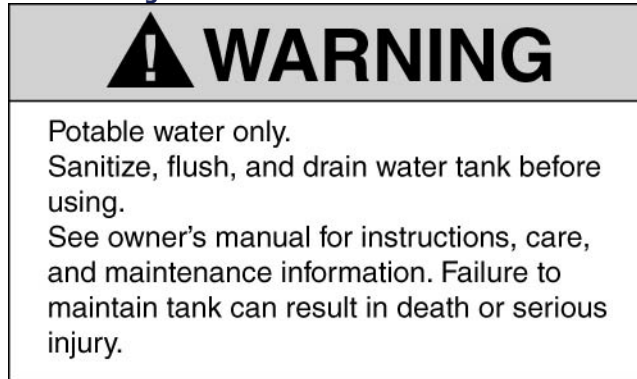 WARNING
Potable water only.
Sanitize, flush, and drain water tank before
using.
See owner's manual for instructions, care,
and maintenance information. Failure to
maintain tank can result in death or serious
injury.